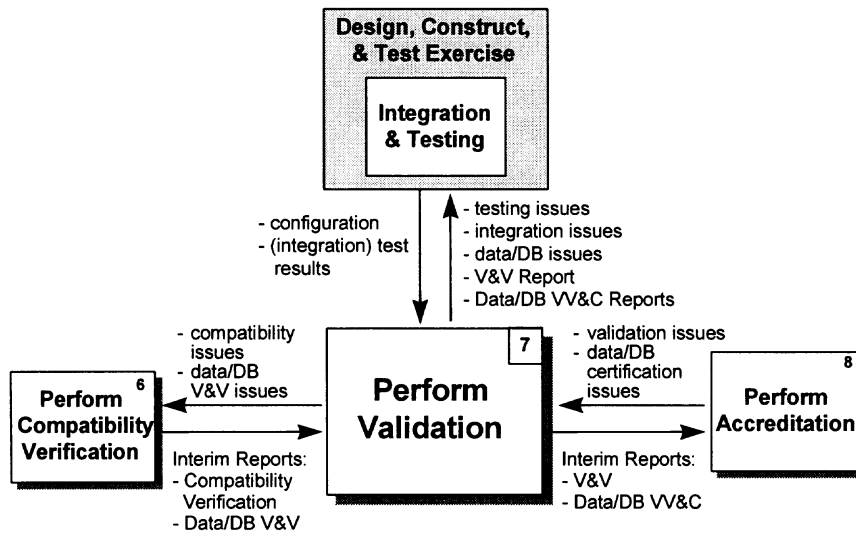 Design, Construct,
& Test Exercise
Integration
& Testing
- configuration
- (integration) test
results
- testing issues
- integration issues
- data/DB issues
- V&V Report
- Data/DB VV&C Reports
- compatibility
issues
- data/DB
V&V issues
7
Perform
Validation
- validation issues
- data/DB
certification
issues
6
Perform
Compatibility
Verification
8
Perform
Accreditation
Interim Reports:
- Compatibility
Verification
- Data/DB V&V
Interim Reports:
- V&V
- Data/DB VV&C